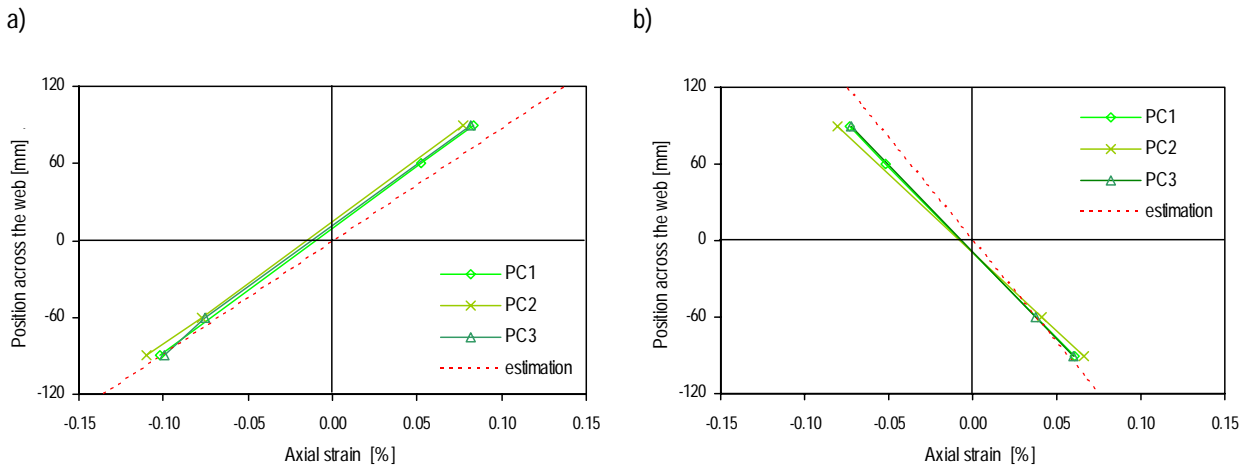 a)
120
60
0
-60
-120
-0.15
-0.10
-0.05
0.00
0.05
0.10
0.15
Position across the web [mm]
Axial strain [%]
PC1
PC2
PC3
estimation
b)
120
60
0
-60
-120
-0.15
-0.10
-0.05
0.00
0.05
0.10
0.15
Position across the web [mm]
Axial strain [%]
PC1
PC2
PC3
estimation